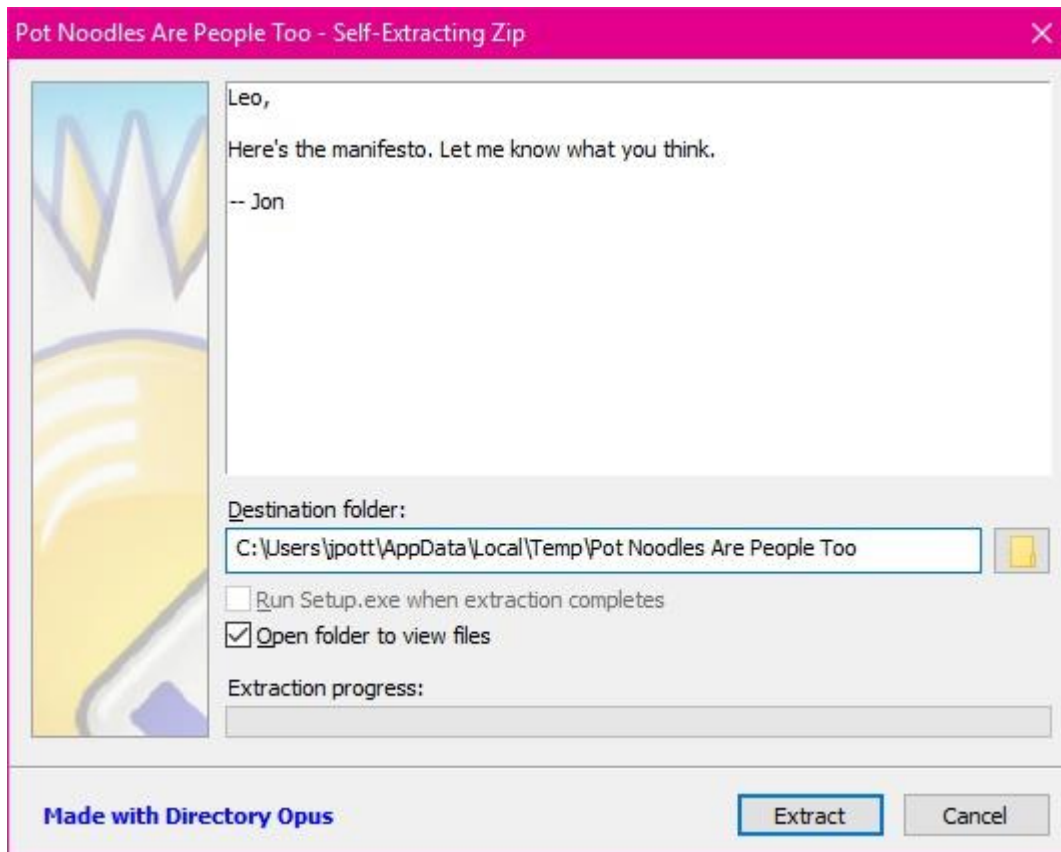 Pot Noodles Are People Too - Self-Extracting Zip
Leo,
Here's the manifesto. Let me know what you think.
-- Jon
Destination folder:
C:\Users\jpott\AppData\Local\Temp\Pot Noodles Are People Too
Run Setup.exe when extraction completes
Open folder to view files
Extraction progress:
Made with Directory Opus
Extract
Cancel